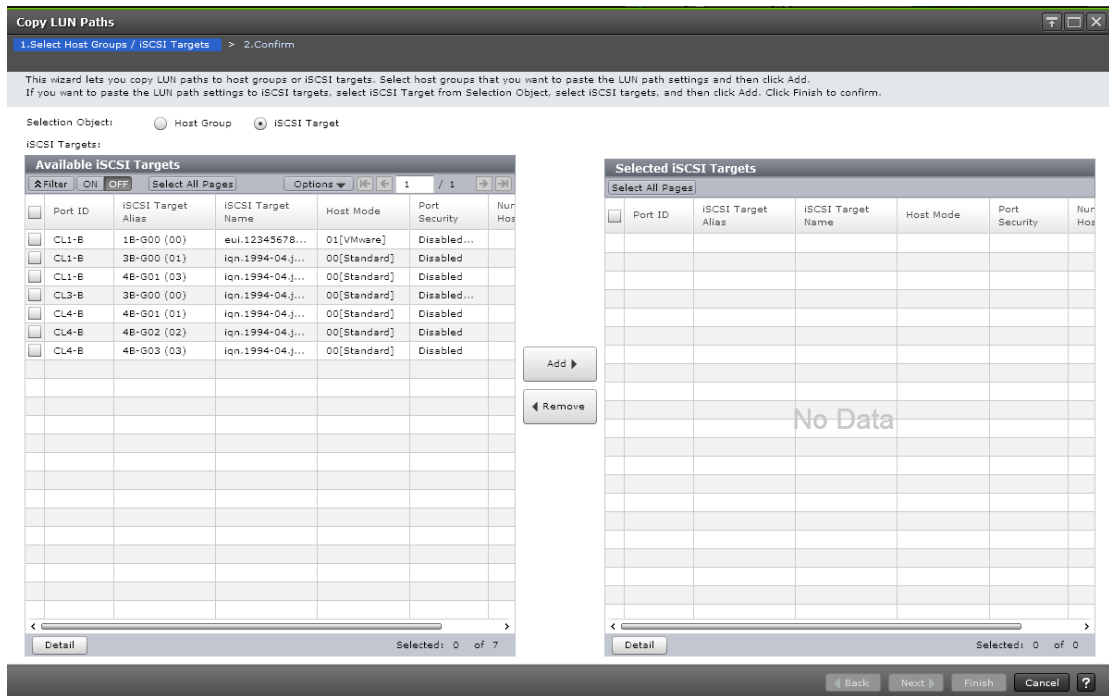 Copy LUN Paths
1.Select Host Groups / iSCSI Targets > 2.Confirm
This wizard lets you copy LUN paths to host groups or iSCSI targets. Select host groups that you want to paste the LUN path settings and then click Add.
If you want to paste the LUN path settings to iSCSI targets, select iSCSI Target from Selection Object, select iSCSI targets, and then click Add. Click Finish to confirm.
Selection Object: Host Group iSCSI Target
iSCSI Targets:
Available iSCSI Targets
Filter ON OFF Select All Pages Options 1 / 1
Port ID iSCSI Target Alias iSCSI Target Name Host Mode Port Security Nur Hos
CL1-B 1B-G00 (00) eui.12345678... 01[VMware] Disabled...
CL1-B 3B-G00 (01) iqn.1994-04.j... 00[Standard] Disabled
CL1-B 4B-G01 (03) iqn.1994-04.j... 00[Standard] Disabled
CL3-B 3B-G00 (00) iqn.1994-04.j... 00[Standard] Disabled...
CL4-B 4B-G01 (01) iqn.1994-04.j... 00[Standard] Disabled
CL4-B 4B-G02 (02) iqn.1994-04.j... 00[Standard] Disabled
CL4-B 4B-G03 (03) iqn.1994-04.j... 00[Standard] Disabled
Detail Selected: 0 of 7
Add
Remove
Selected iSCSI Targets
Select All Pages
Port ID iSCSI Target Alias iSCSI Target Name Host Mode Port Security Nur Hos
No Data
Detail Selected: 0 of 0
Back Next Finish Cancel ?